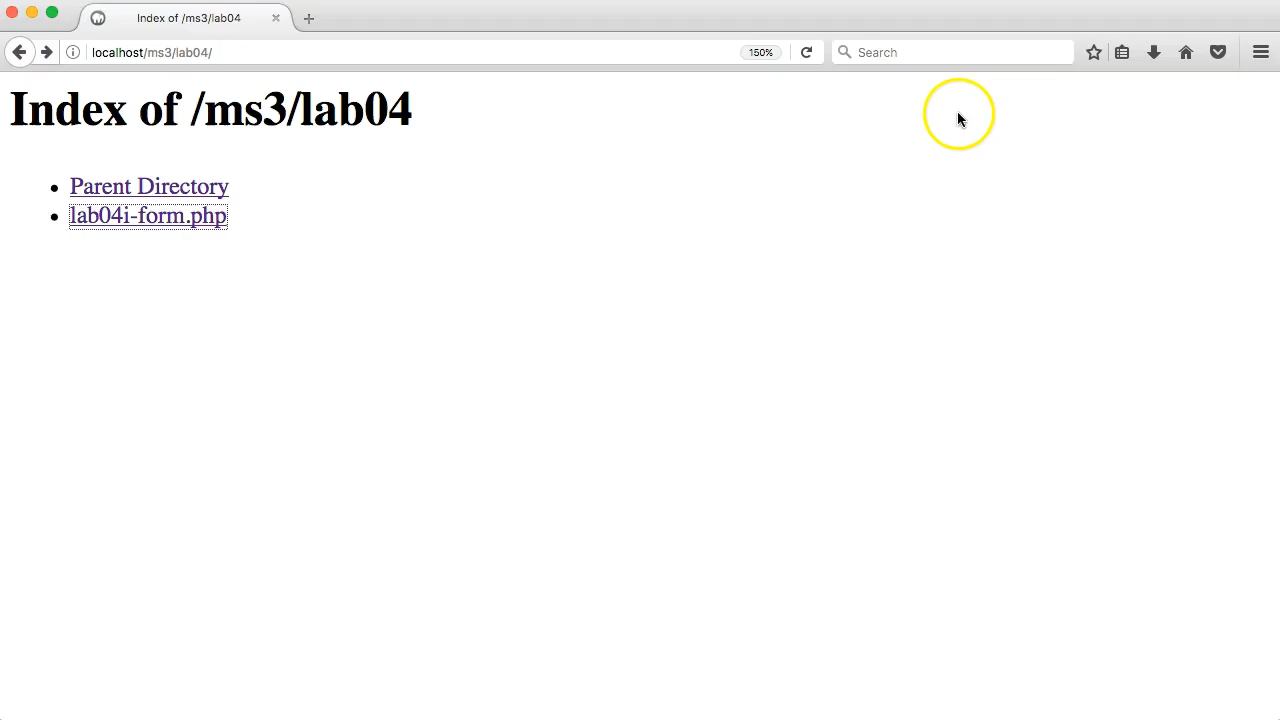 Index of /ms3/lab04
localhost/ms3/lab04/
150%
Search
Index of /ms3/lab04
Parent Directory
lab04i-form.php